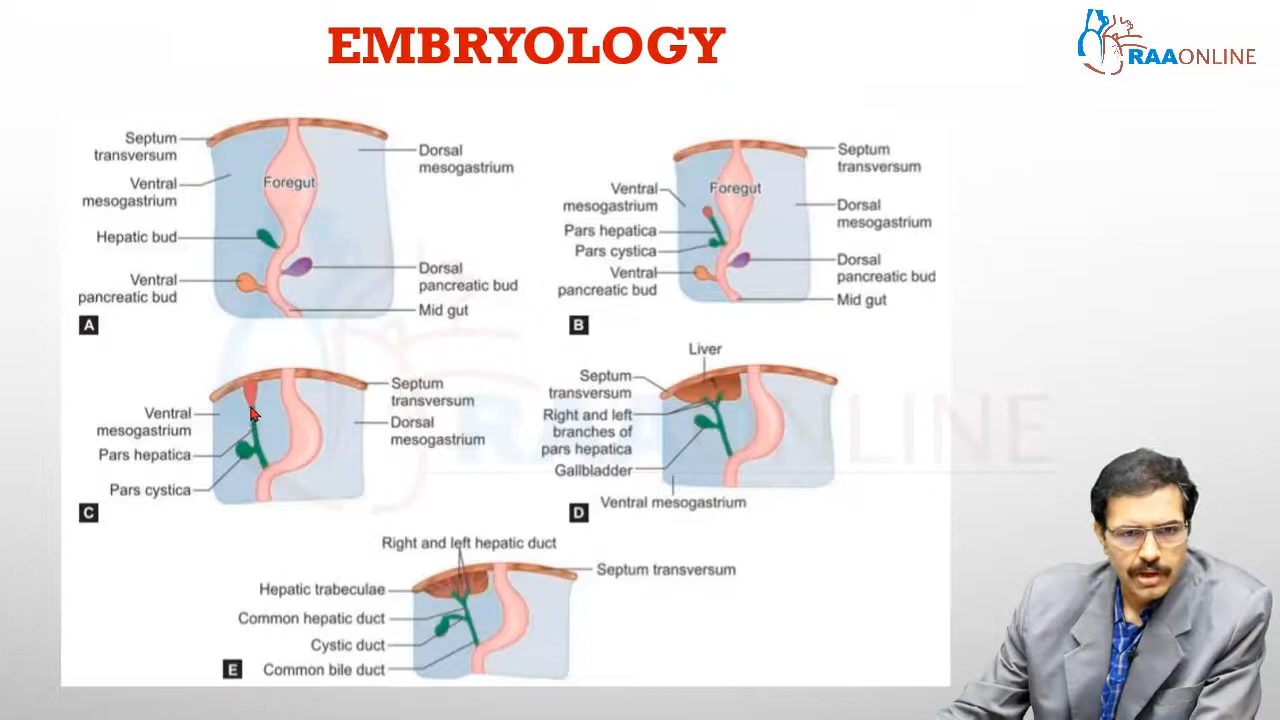 EMBRYOLOGY
RAAONLINE
Septum
transversum
Ventral
mesogastrium
Hepatic bud
Ventral
pancreatic bud
Foregut
Dorsal
mesogastrium
Dorsal
pancreatic bud
Mid gut
A
Ventral
mesogastrium
Pars hepatica
Pars cystica
Ventral
pancreatic bud
Foregut
Septum
transversum
Dorsal
mesogastrium
Dorsal
pancreatic bud
Mid gut
B
Ventral
mesogastrium
Pars hepatica
Pars cystica
Septum
transversum
Dorsal
mesogastrium
C
Liver
Septum
transversum
Right and left
branches of
pars hepatica
Gallbladder
Ventral mesogastrium
D
Right and left hepatic duct
Hepatic trabeculae
Common hepatic duct
Cystic duct
Common bile duct
Septum transversum
E
RAAONLINE